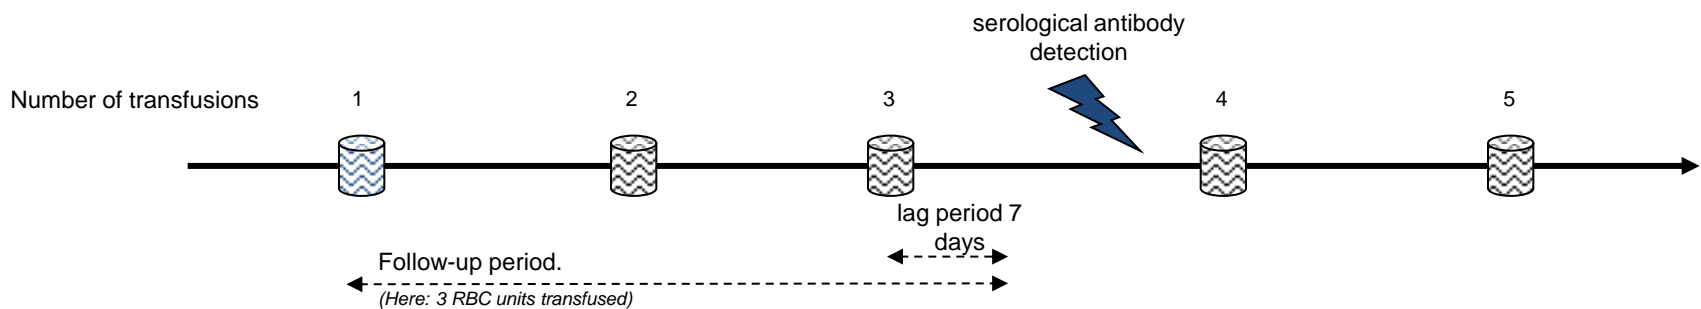 serological antibody
detection
Number of transfusions 1 2 3 4 5
lag period 7
days
Follow-up period.
(Here: 3 RBC units transfused)